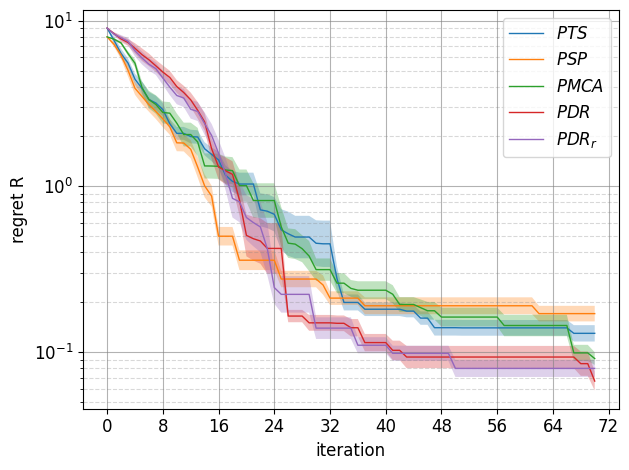 10¹
10⁰
10⁻¹
regret R
PTS
PSP
PMCA
PDR
PDRᵣ
0 8 16 24 32 40 48 56 64 72
iteration